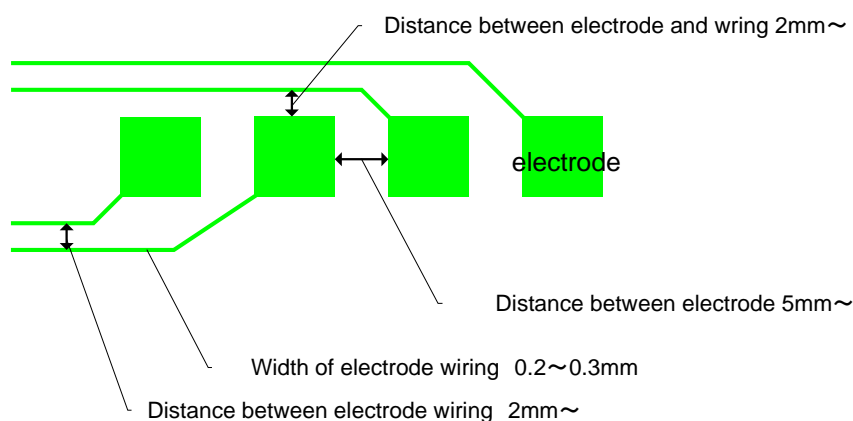 Distance between electrode and wring 2mm～
electrode
Distance between electrode 5mm～
Width of electrode wiring 0.2～0.3mm
Distance between electrode wiring 2mm～